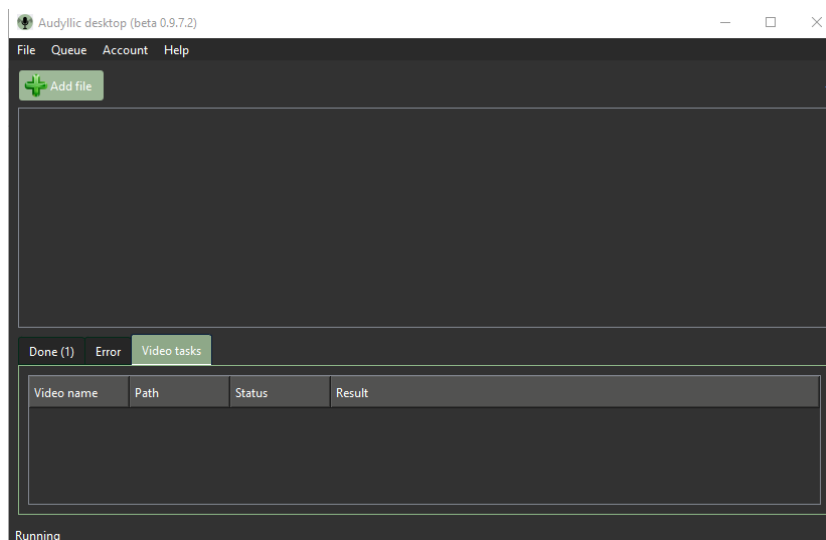 Audyllic desktop (beta 0.9.7.2)
File Queue Account Help
Add file
Done (1) Error Video tasks
Video name Path Status Result
Running